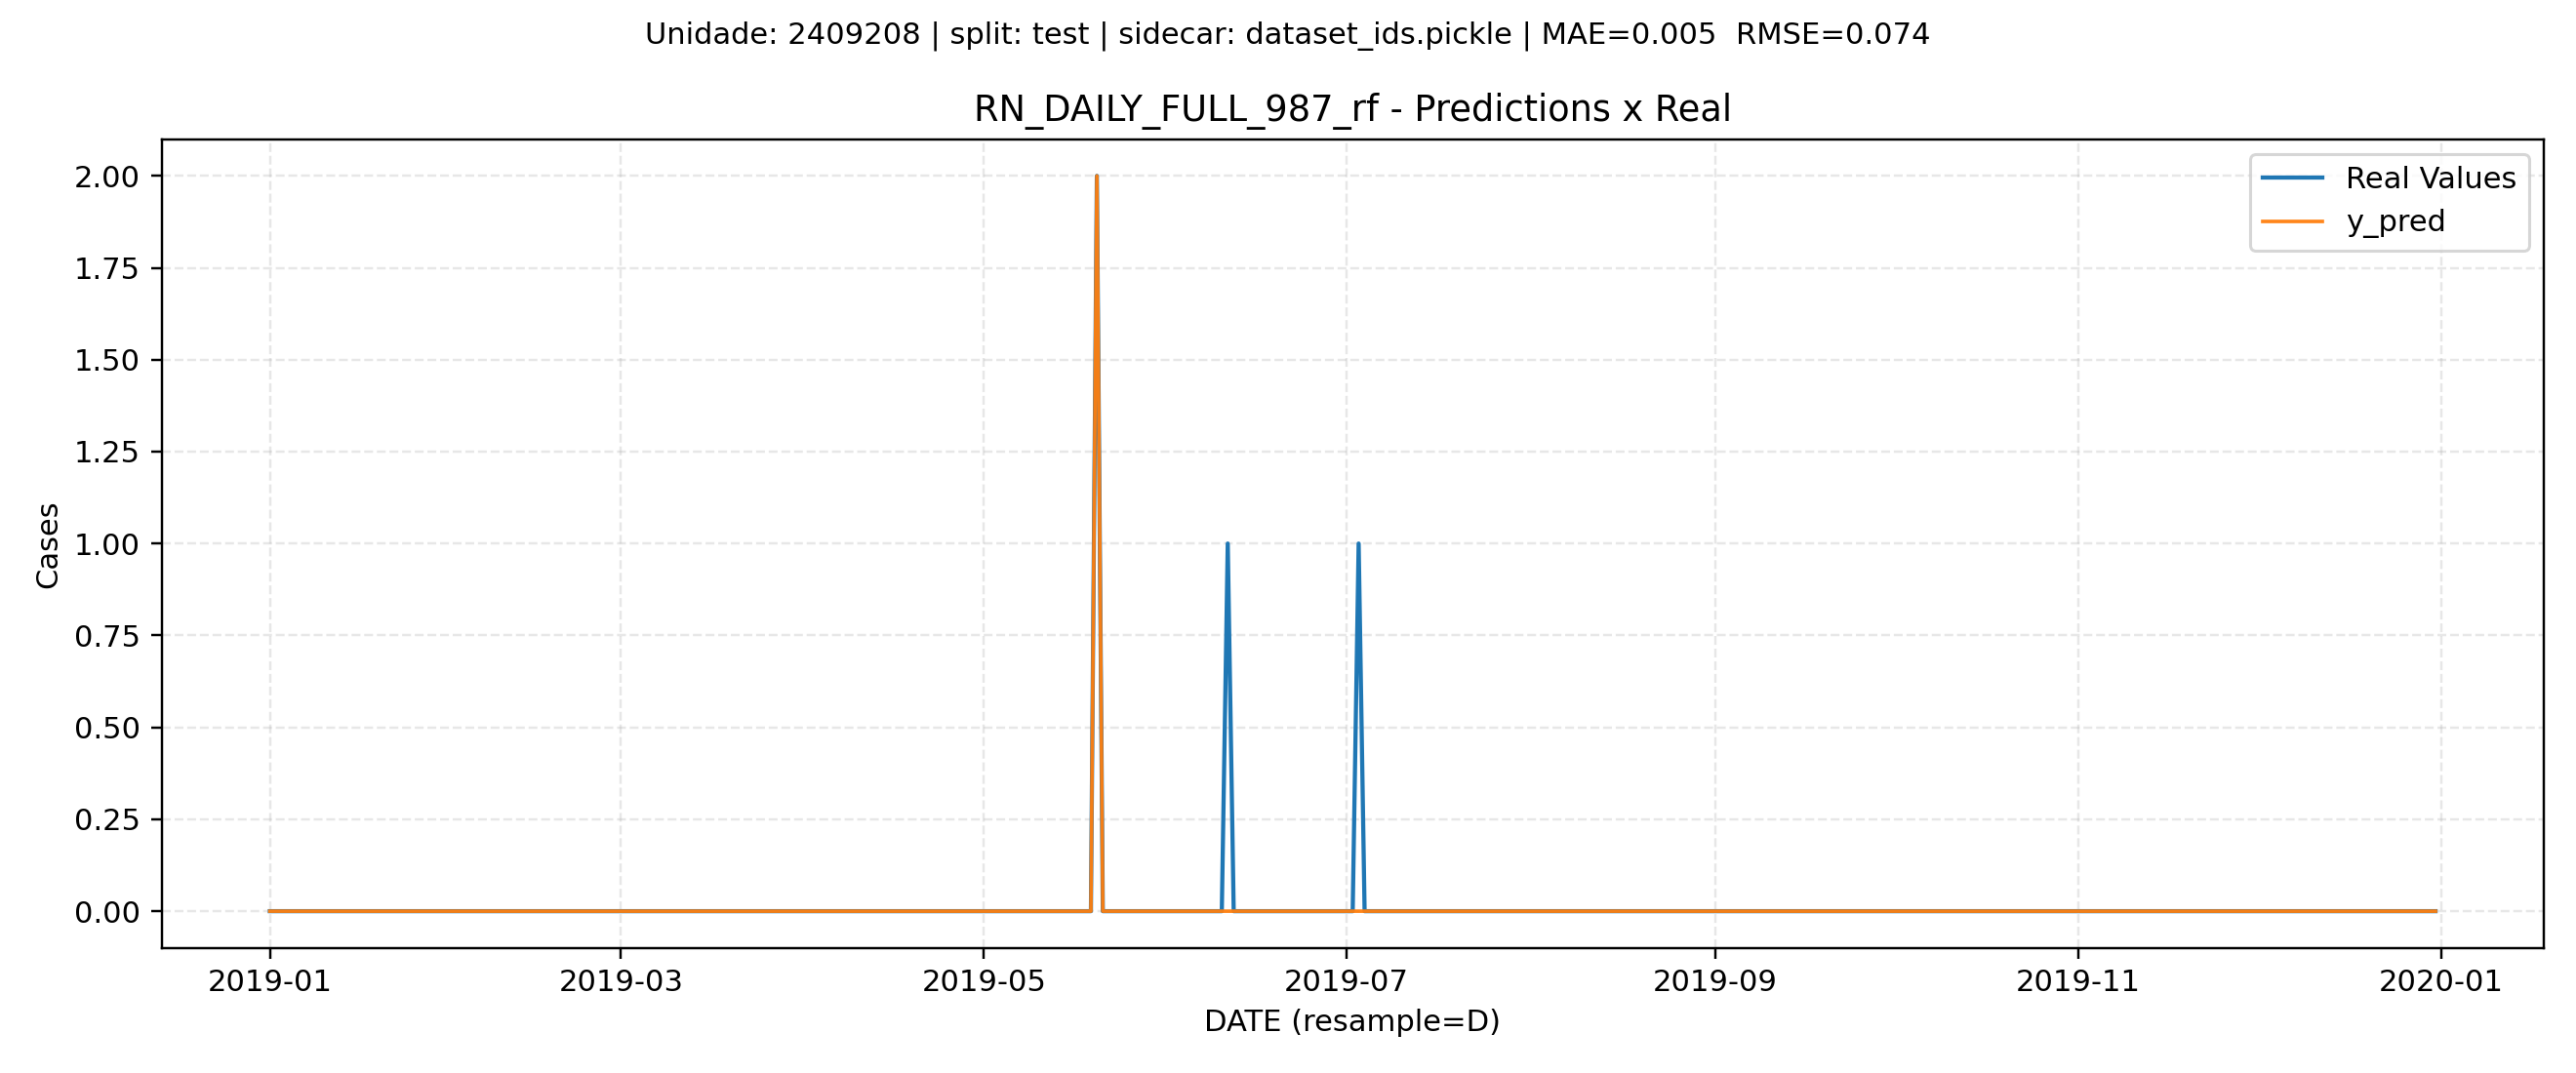 Unidade: 2409208 | split: test | sidecar: dataset_ids.pickle | MAE=0.005  RMSE=0.074
RN_DAILY_FULL_987_rf - Predictions x Real
Real Values
y_pred
2.00
1.75
1.50
1.25
1.00
0.75
0.50
0.25
0.00
Cases
2019-01 2019-03 2019-05 2019-07 2019-09 2019-11 2020-01
DATE (resample=D)